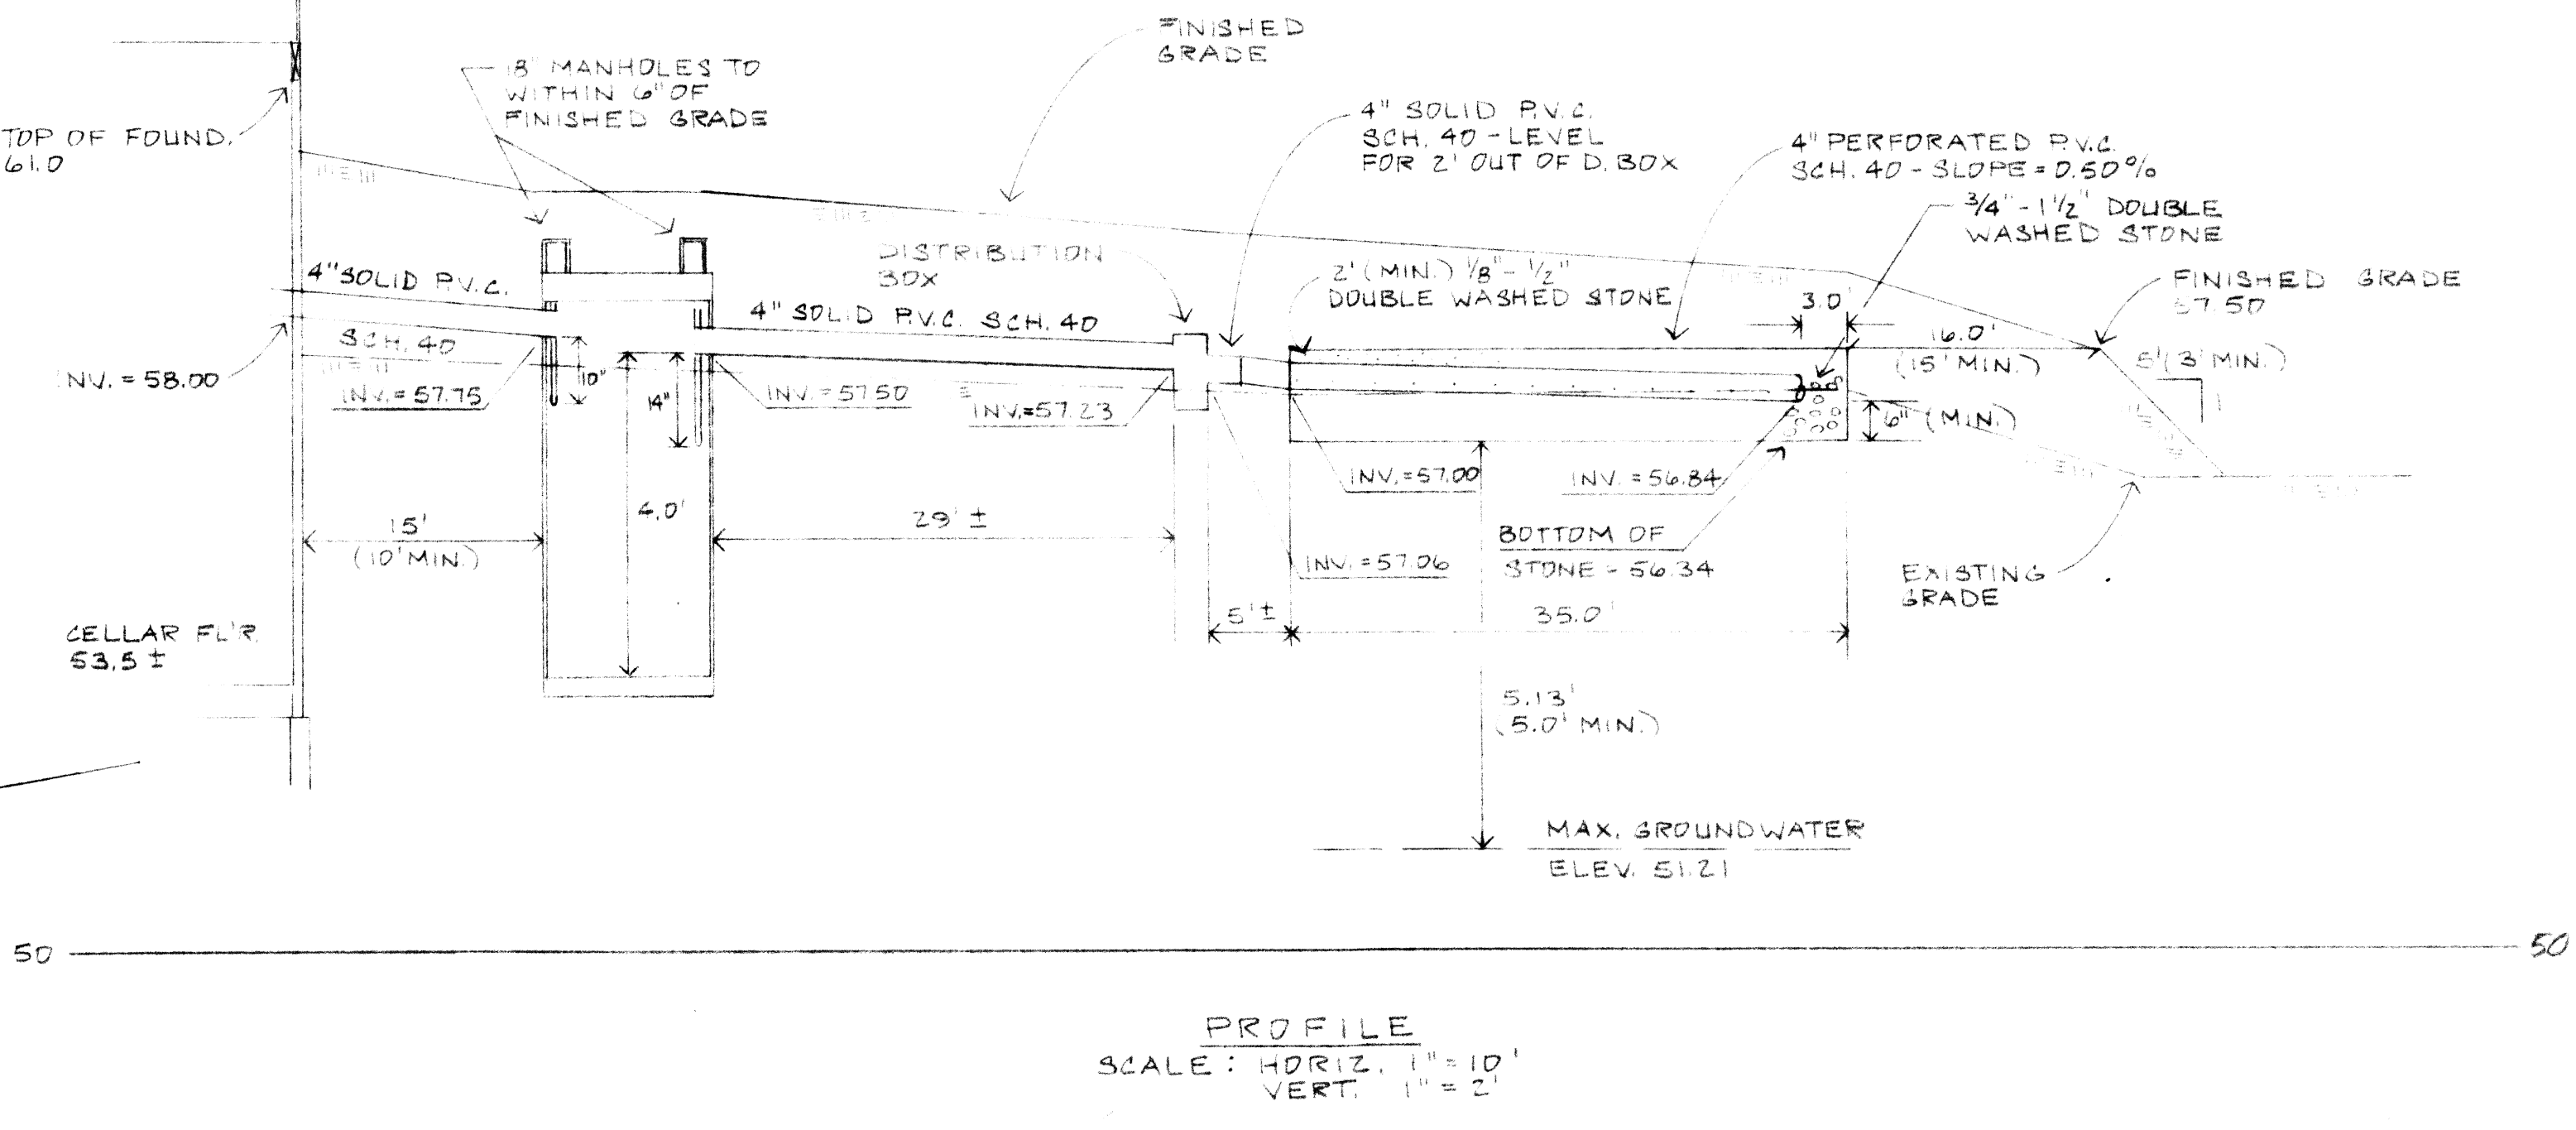 FINISHED
GRADE
18" MANHOLES TO
WITHIN 6" OF
FINISHED GRADE
TOP OF FOUND.
61.0
4" SOLID P.V.C.
SCH. 40 - LEVEL
FOR 2' OUT OF D. BOX
4" PERFORATED P.V.C.
SCH. 40 - SLOPE = 0.50%
3/4" - 1 1/2" DOUBLE
WASHED STONE
DISTRIBUTION
BOX
2' (MIN.) 1/8" - 1/2"
DOUBLE WASHED STONE
FINISHED GRADE
57.50
4" SOLID P.V.C.
SCH. 40
4" SOLID P.V.C. SCH. 40
3.0'
16.0'
(15' MIN.)
5' (3' MIN.)
1
INV. = 58.00
INV. = 57.75
10"
14"
INV. = 57.50
INV. = 57.23
6" (MIN.)
INV. = 57.00
INV. = 56.84
4.0'
15'
(10' MIN.)
29' ±
BOTTOM OF
STONE = 56.34
INV. = 57.06
EXISTING
GRADE
5' ±
35.0'
CELLAR FL'R.
53.5 ±
5.13'
(5.0' MIN.)
MAX. GROUNDWATER
ELEV. 51.21
50
50
PROFILE
SCALE : HORIZ. 1" = 10'
VERT. 1" = 2'